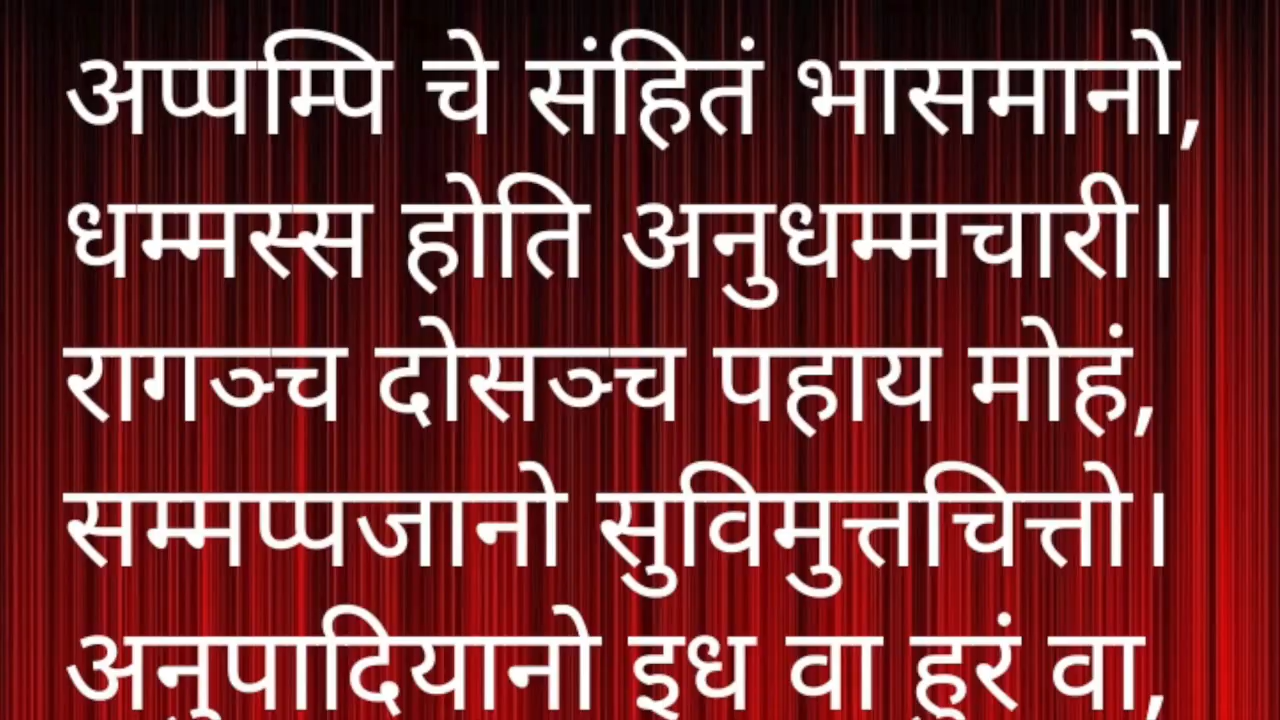 अप्पम्पि चे संहितं भासमानो,
धम्मस्स होति अनुधम्मचारी।
रागञ्च दोसञ्च पहाय मोहं,
सम्मप्पजानो सुविमुत्तचित्तो।
अनुपादियानो इध वा हुरं वा,